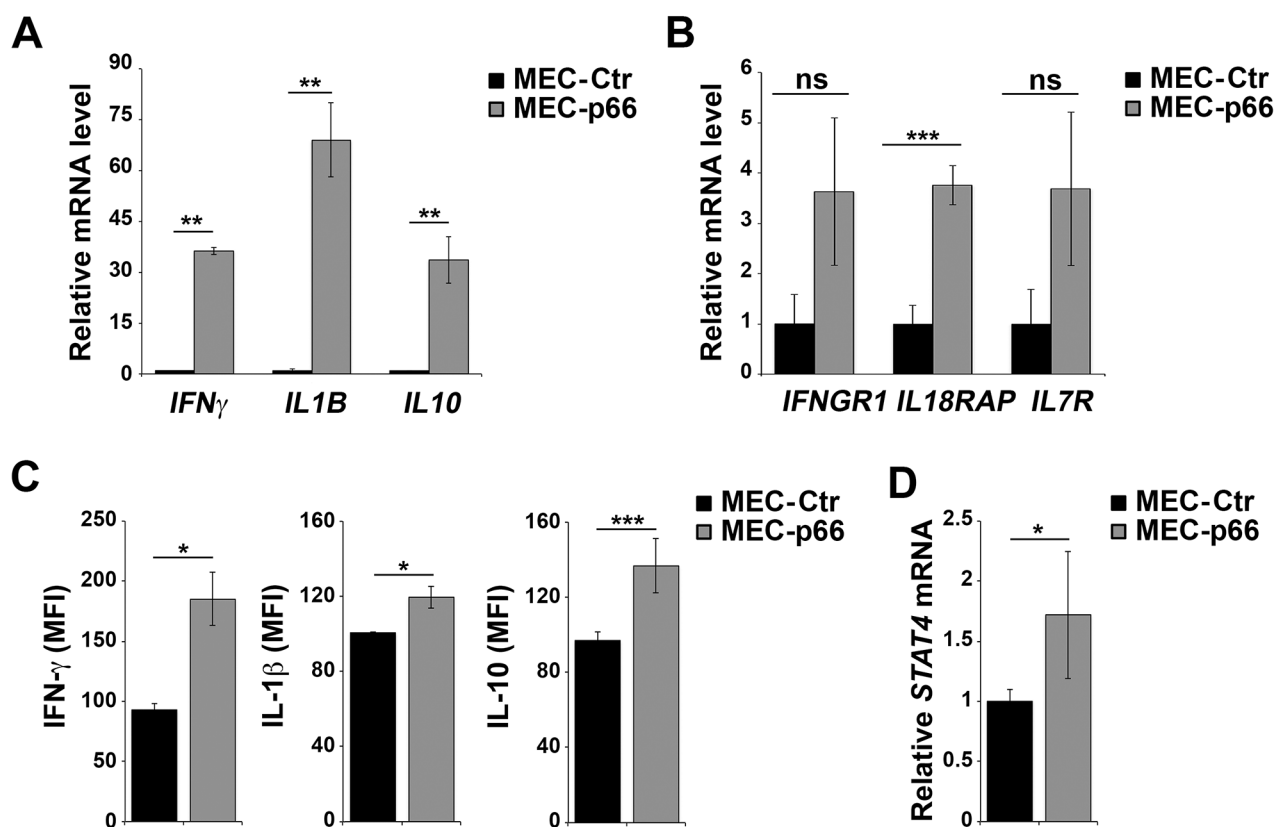 A
Relative mRNA level
90
75
60
45
30
15
0
**
**
**
IFNγ IL1B IL10
MEC-Ctr
MEC-p66
B
Relative mRNA level
6
5
4
3
2
1
0
ns
***
ns
IFNGR1 IL18RAP IL7R
MEC-Ctr
MEC-p66
C
IFN-γ (MFI)
250
200
150
100
50
0
*
IL-1β (MFI)
160
120
80
40
0
*
IL-10 (MFI)
160
120
80
40
0
***
MEC-Ctr
MEC-p66
D
Relative STAT4 mRNA
2.5
2
1.5
1
0.5
0
*
MEC-Ctr
MEC-p66